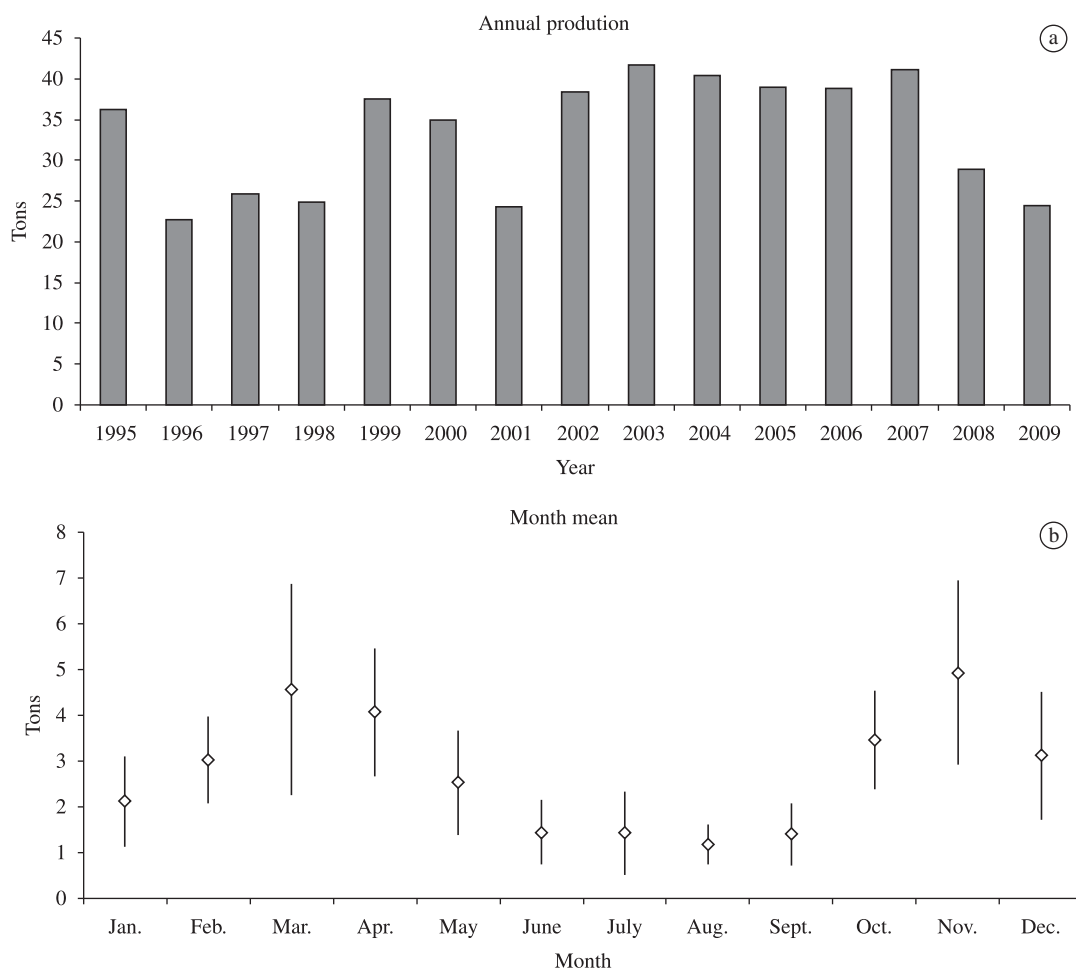 Annual prodution
a
45
40
35
30
25
20
15
10
5
0
Tons
1995 1996 1997 1998 1999 2000 2001 2002 2003 2004 2005 2006 2007 2008 2009
Year
Month mean
b
8
7
6
5
4
3
2
1
0
Tons
Jan. Feb. Mar. Apr. May June July Aug. Sept. Oct. Nov. Dec.
Month